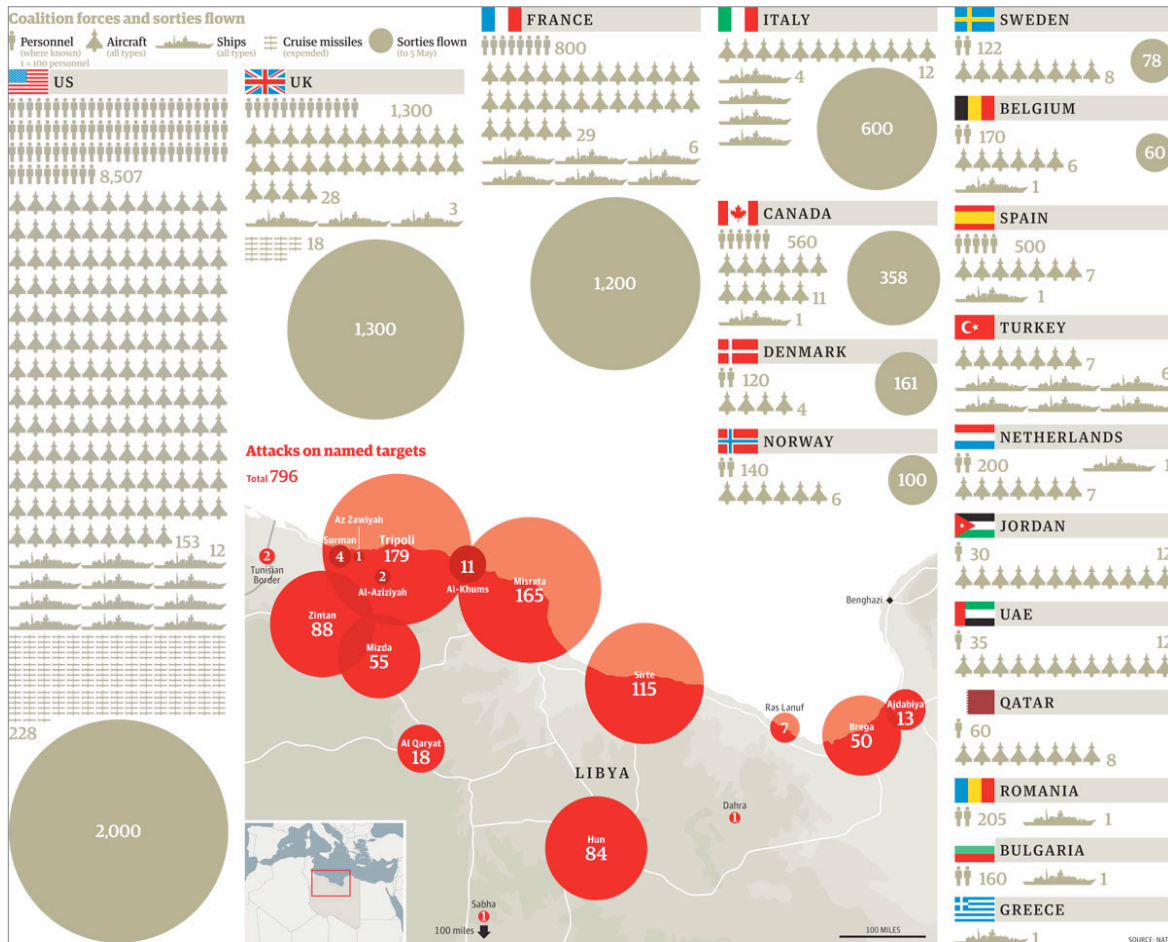 Coalition forces and sorties flown
Personnel
(where known)
1 = 100 personnel
Aircraft
(all types)
Ships
(all types)
Cruise missiles
(expended)
Sorties flown
(to 5 May)
US
8,507
153
12
228
2,000
UK
1,300
28
3
18
1,300
FRANCE
800
29
6
1,200
ITALY
12
4
600
CANADA
560
11
1
358
DENMARK
120
4
161
NORWAY
140
6
100
SWEDEN
122
8
78
BELGIUM
170
6
1
60
SPAIN
500
7
1
TURKEY
7
6
NETHERLANDS
200
1
7
JORDAN
30
12
UAE
35
12
QATAR
60
8
ROMANIA
205
1
BULGARIA
160
1
GREECE
1
Attacks on named targets
Total 796
2
Tunisian
Border
Surman
4
Az Zawiyah
1
Tripoli
179
2
Al-Aziziyah
11
Al-Khums
Misrata
165
Zintan
88
Mizda
55
Al Qaryat
18
Sirte
115
Ras Lanuf
7
Brega
50
Ajdabiya
13
Benghazi
LIBYA
Hun
84
Dahra
1
Sabha
1
100 miles
100 MILES